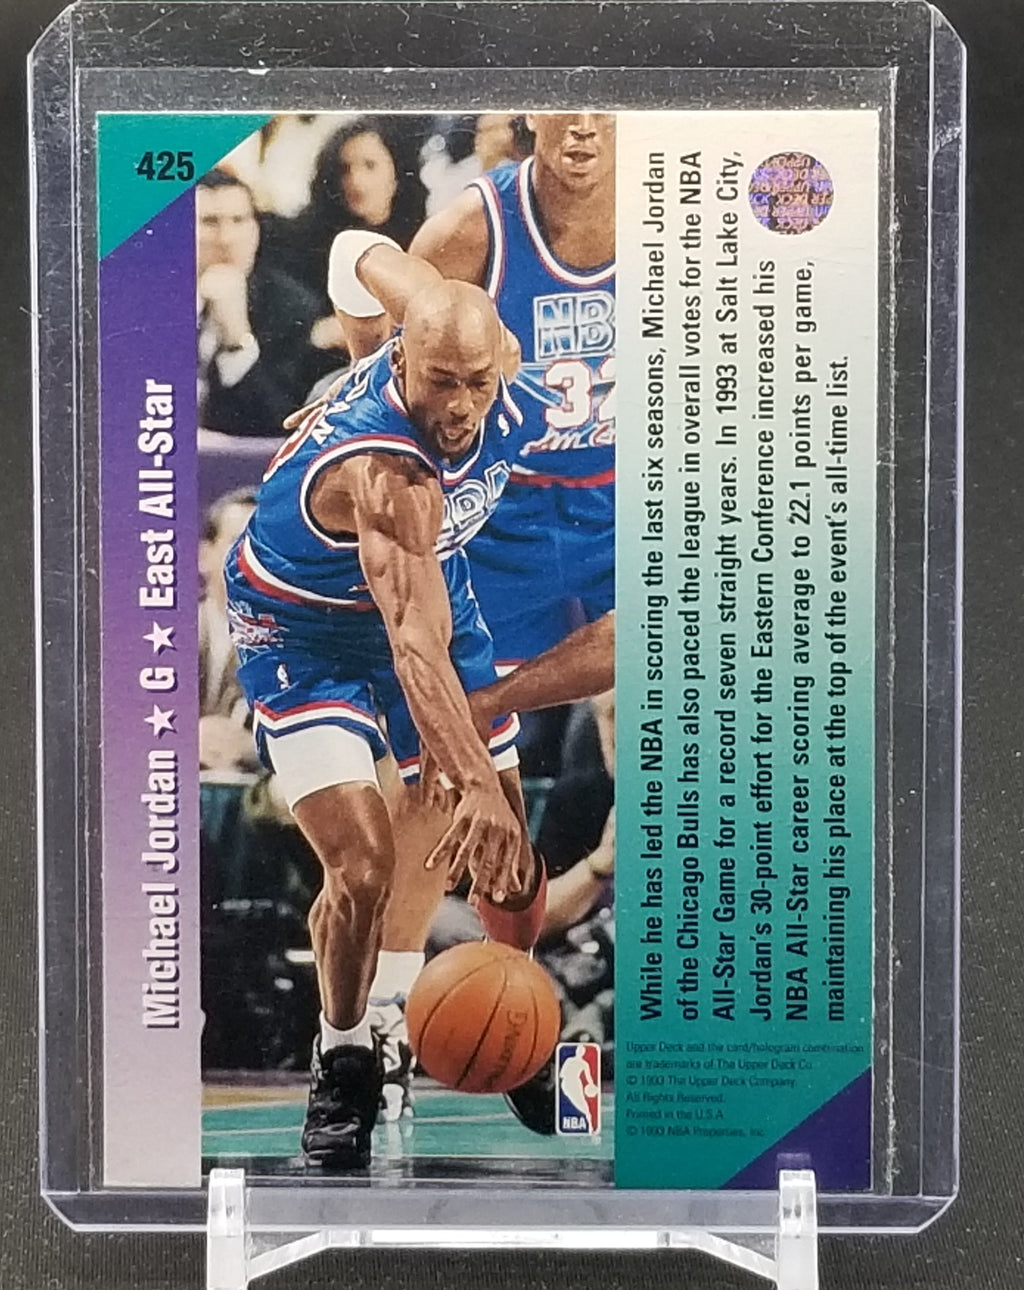 425
Michael Jordan ★ G ★ East All-Star
NBA
32
While he has led the NBA in scoring the last six seasons, Michael Jordan
of the Chicago Bulls has also paced the league in overall votes for the NBA
All-Star Game for a record seven straight years. In 1993 at Salt Lake City,
Jordan's 30-point effort for the Eastern Conference increased his
NBA All-Star career scoring average to 22.1 points per game,
maintaining his place at the top of the event's all-time list.
Upper Deck and the card/hologram combination
are trademarks of The Upper Deck Co.
© 1993 The Upper Deck Company.
All Rights Reserved.
Printed in the U.S.A.
© 1993 NBA Properties, Inc.
NBA
UPPER DECK